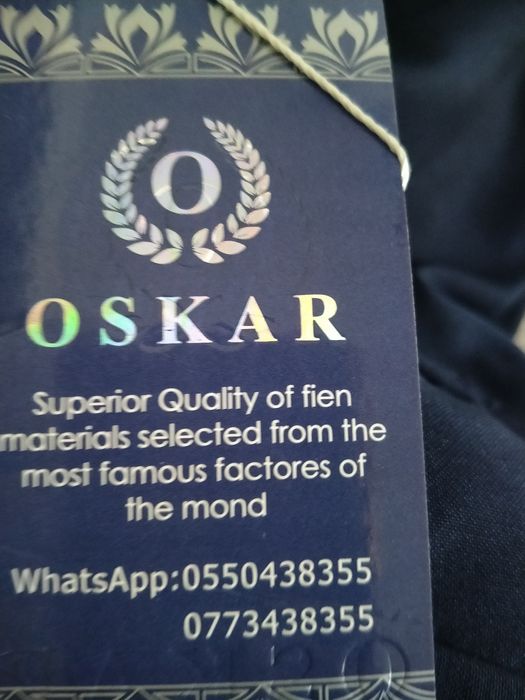 O
OSKAR
Superior Quality of fien
materials selected from the
most famous factores of
the mond
WhatsApp:0550438355
0773438355